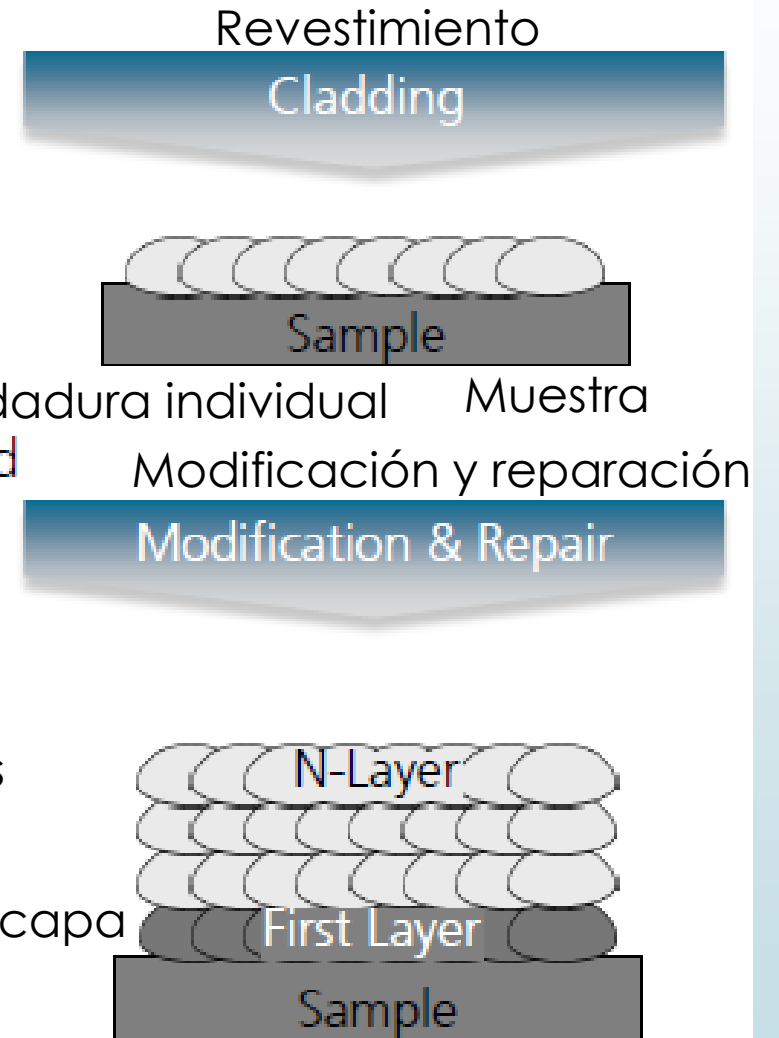 Revestimiento
Cladding
Sample
dadura individual
Muestra
d
Modificación y reparación
Modification & Repair
s
N-Layer
capa
First Layer
Sample